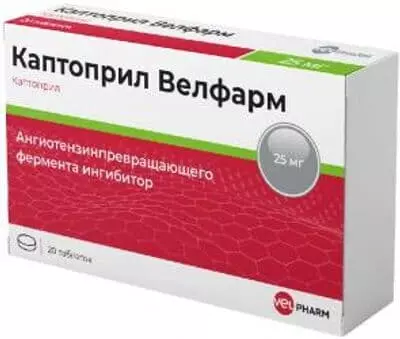 Каптоприл Велфарм
Каптоприл
25 мг
25 мг
Ангиотензинпревращающего
фермента ингибитор
20 таблеток
VELPHARM